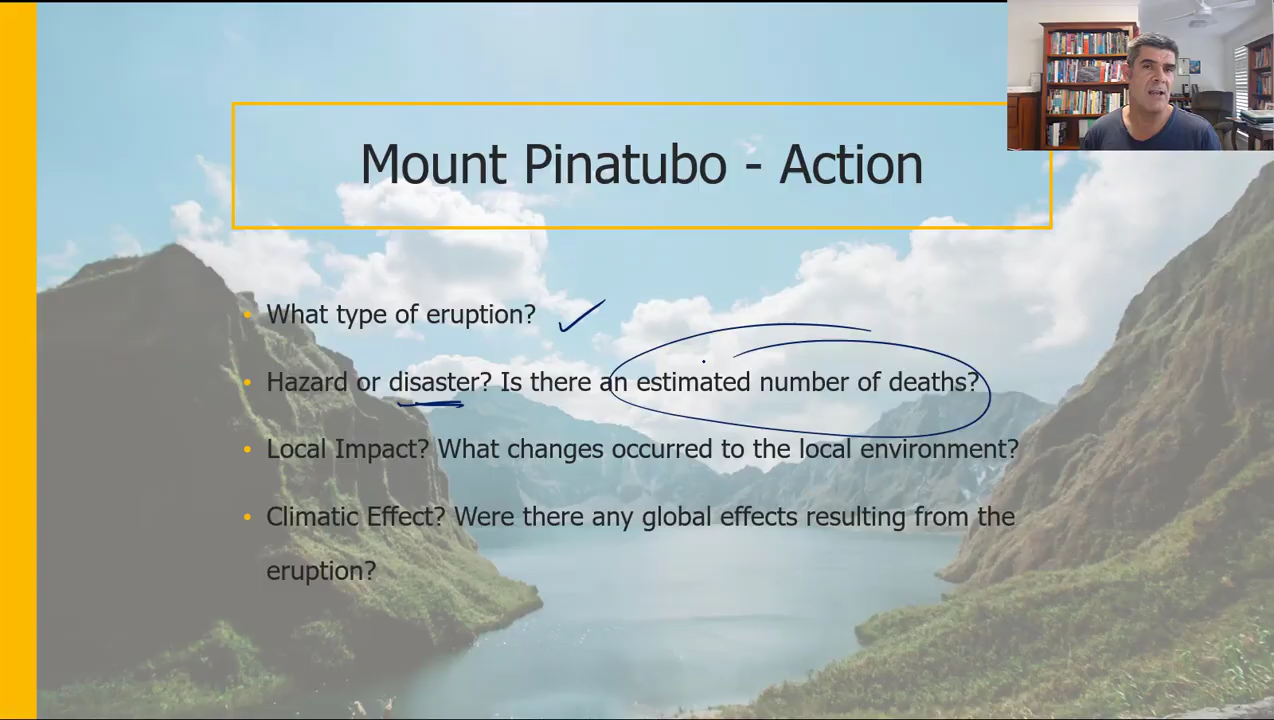 Mount Pinatubo - Action
What type of eruption?
Hazard or disaster? Is there an estimated number of deaths?
Local Impact? What changes occurred to the local environment?
Climatic Effect? Were there any global effects resulting from the
eruption?